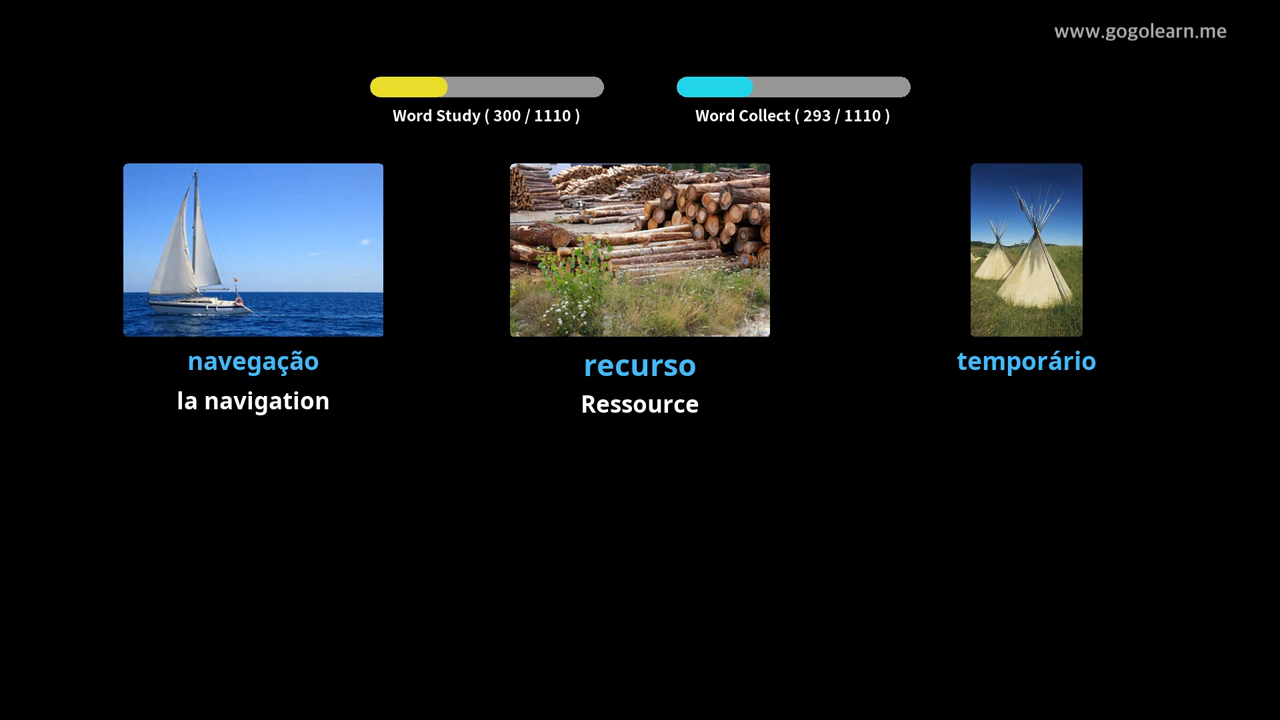 www.gogolearn.me
Word Study ( 300 / 1110 )
Word Collect ( 293 / 1110 )
navegação
la navigation
recurso
Ressource
temporário